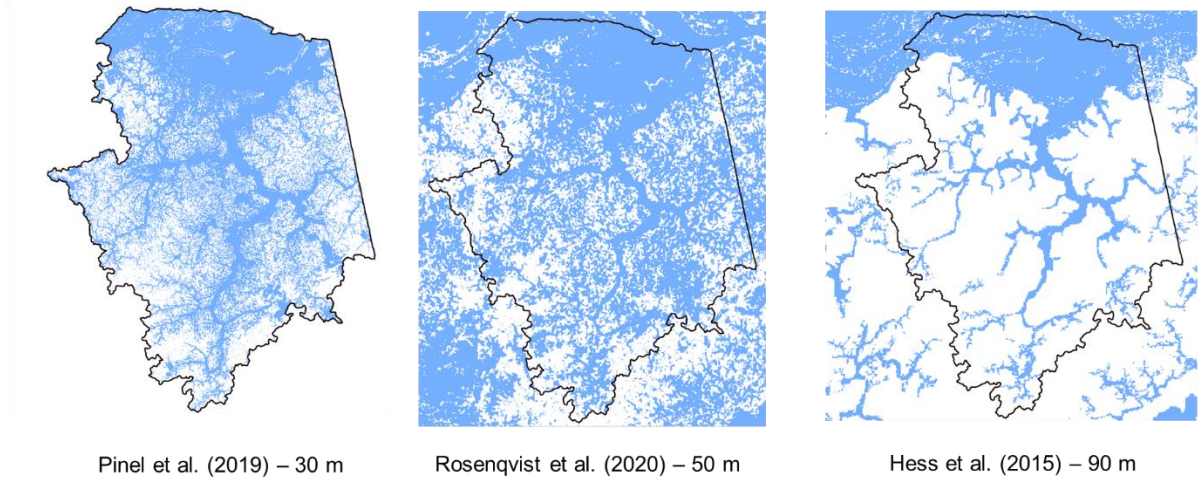 Pinel et al. (2019) – 30 m
Rosenqvist et al. (2020) – 50 m
Hess et al. (2015) – 90 m